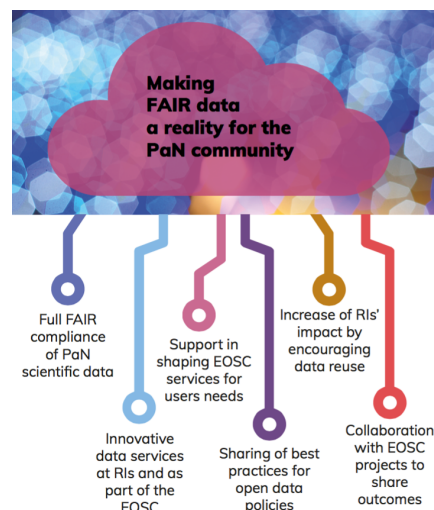 Making
FAIR data
a reality for the
PaN community
Full FAIR
compliance
of PaN
scientific data
Innovative
data services
at RIs and as
part of the
EOSC
Support in
shaping EOSC
services for
users needs
Sharing of best
practices for
open data
policies
Increase of RIs'
impact by
encouraging
data reuse
Collaboration
with EOSC
projects to
share
outcomes